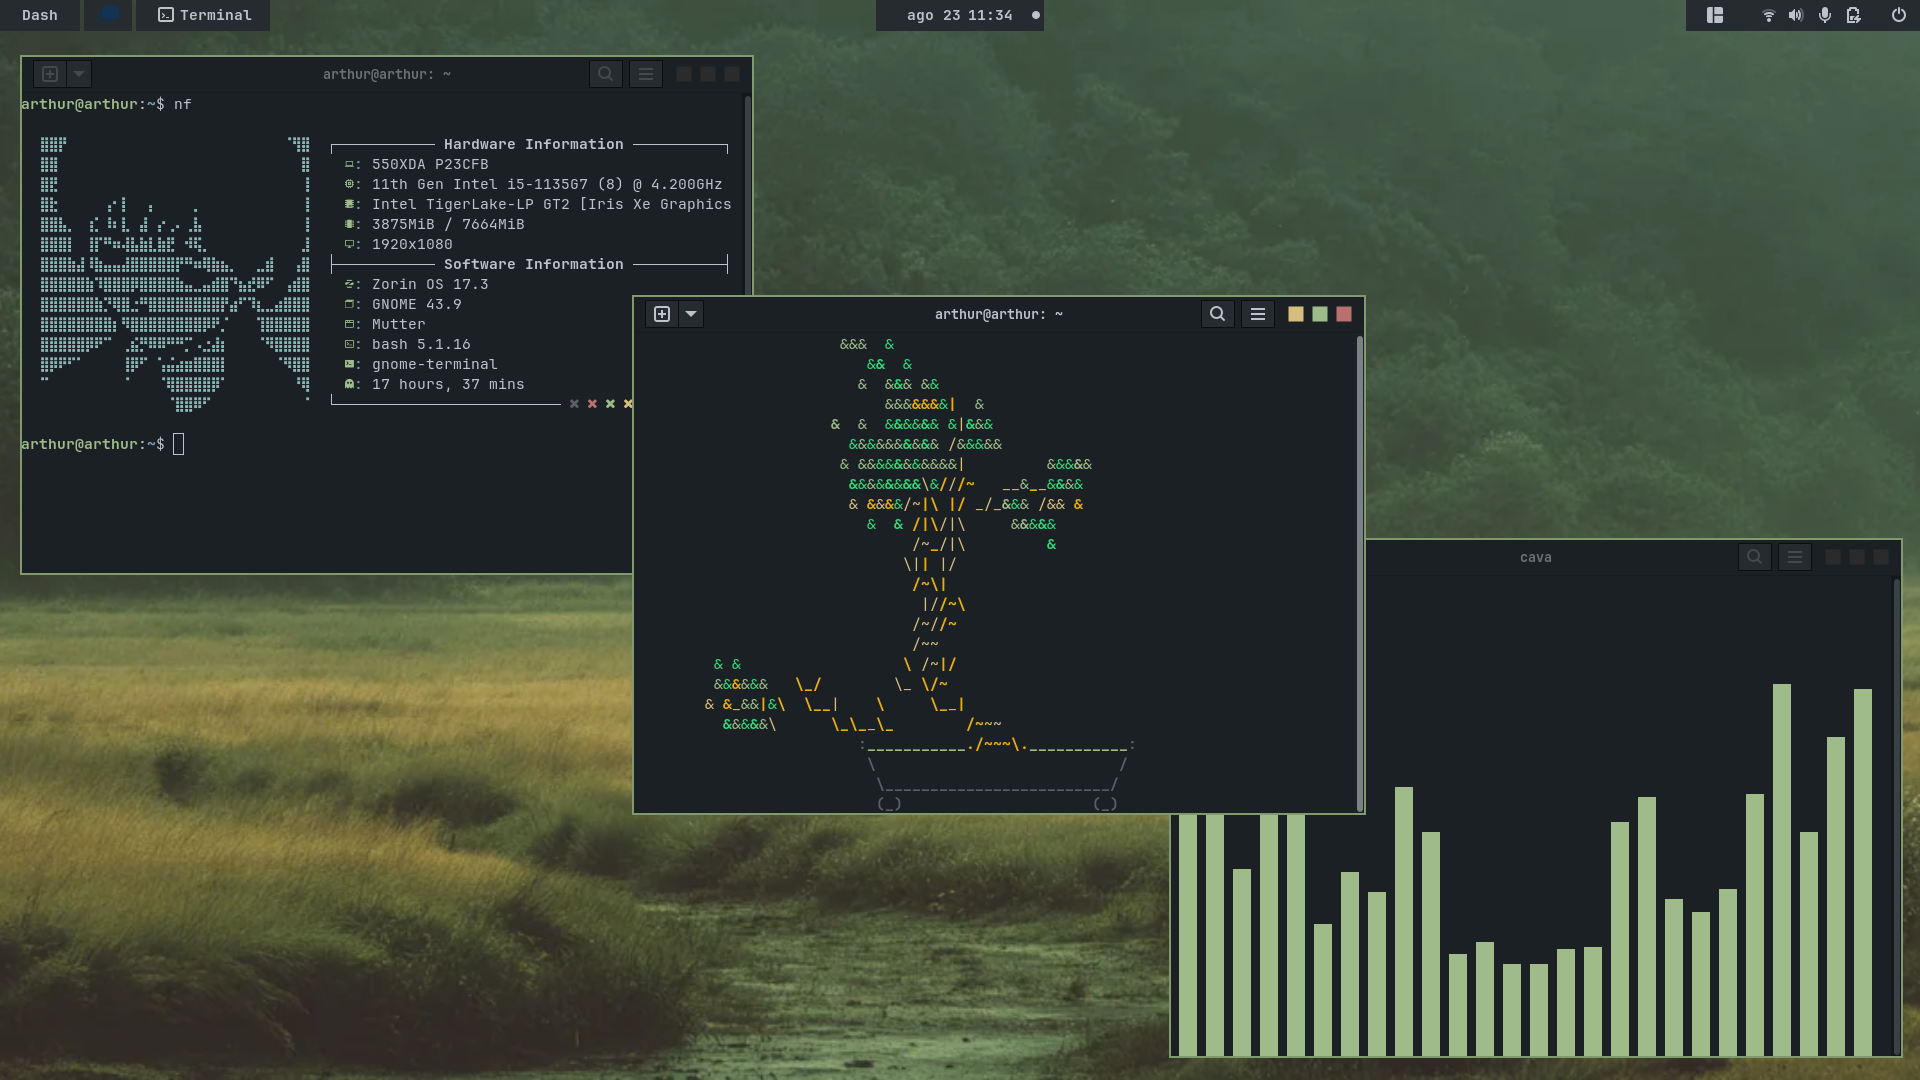 Dash
Terminal
ago 23 11:34
arthur@arthur: ~
arthur@arthur:~$ nf
Hardware Information
: 550XDA P23CFB
: 11th Gen Intel i5-1135G7 (8) @ 4.200GHz
: Intel TigerLake-LP GT2 [Iris Xe Graphics
: 3875MiB / 7664MiB
: 1920x1080
Software Information
: Zorin OS 17.3
: GNOME 43.9
: Mutter
: bash 5.1.16
: gnome-terminal
: 17 hours, 37 mins
arthur@arthur:~$
arthur@arthur: ~
cava